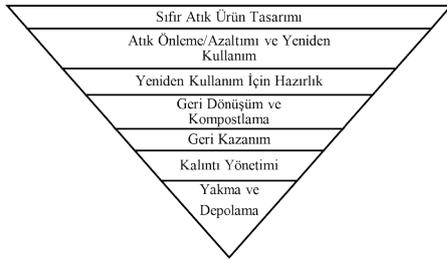 Sıfır Atık Ürün Tasarımı
Atık Önleme/Azaltımı ve Yeniden
Kullanım
Yeniden Kullanım İçin Hazırlık
Geri Dönüşüm ve
Kompostlama
Geri Kazanım
Kalıntı Yönetimi
Yakma ve
Depolama